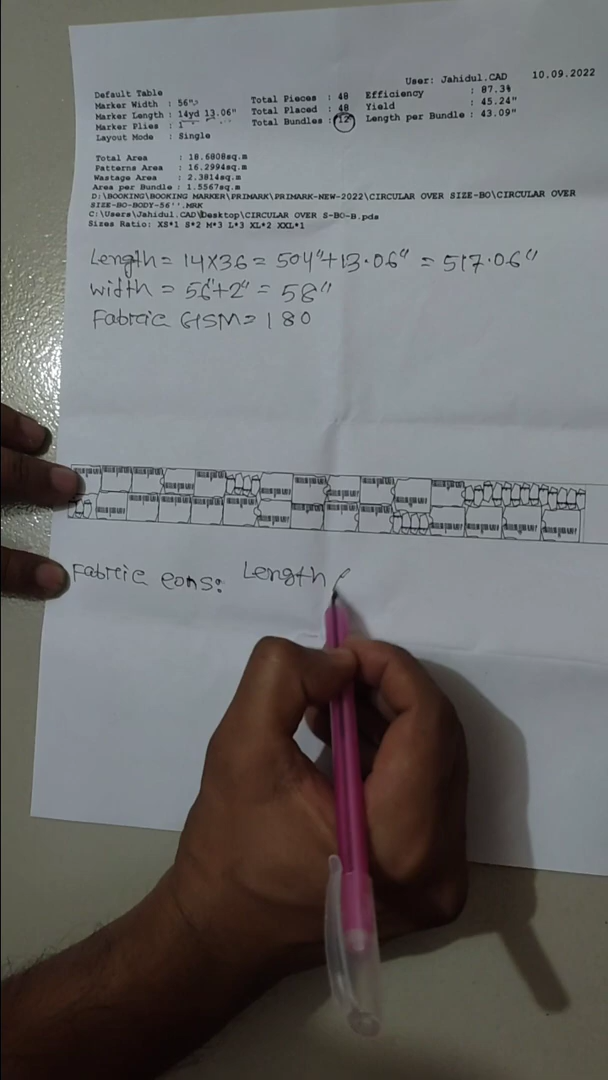 User: Jahidul.CAD 10.09.2022
Default Table
Marker Width : 56" Total Pieces : 48 Efficiency : 87.3%
Marker Length : 14yd 13.06" Total Placed : 48 Yield : 45.24"
Marker Plies : 1 Total Bundles : 12 Length per Bundle : 43.09"
Layout Mode : Single
Total Area : 18.6808sq.m
Patterns Area : 16.2994sq.m
Wastage Area : 2.3814sq.m
Area per Bundle : 1.5567sq.m
D:\BOOKING\BOOKING MARKER\PRIMARK\PRIMARK-NEW-2022\CIRCULAR OVER SIZE-BO\CIRCULAR OVER
SIZE-BO-BODY-56''.MRK
C:\Users\Jahidul.CAD\Desktop\CIRCULAR OVER S-BO-B.pds
Sizes Ratio: XS*1 S*2 M*3 L*3 XL*2 XXL*1
Length = 14x36 = 504"+13.06" = 517.06"
width = 56"+2" = 58"
Fabric GSM = 180
Fabric cons: Length (